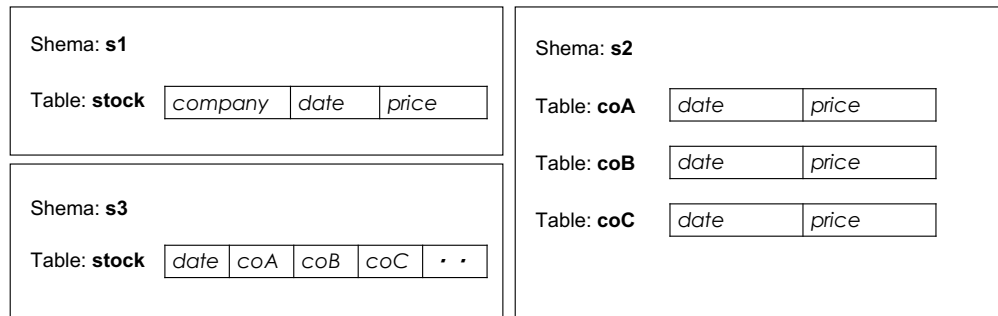 Shema: s1
Table: stock company date price
Shema: s3
Table: stock date coA coB coC . .
Shema: s2
Table: coA date price
Table: coB date price
Table: coC date price